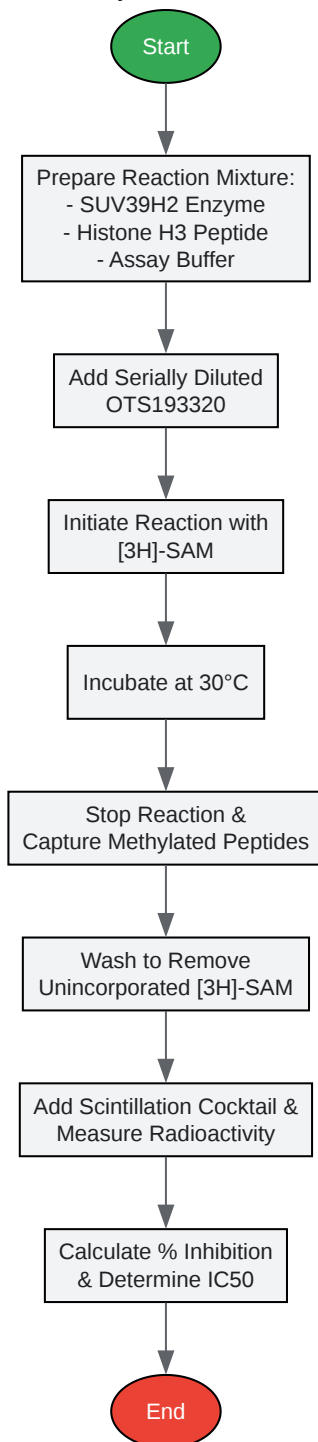 Start
Prepare Reaction Mixture:
- SUV39H2 Enzyme
- Histone H3 Peptide
- Assay Buffer
Add Serially Diluted
OTS193320
Initiate Reaction with
[3H]-SAM
Incubate at 30°C
Stop Reaction &
Capture Methylated Peptides
Wash to Remove
Unincorporated [3H]-SAM
Add Scintillation Cocktail &
Measure Radioactivity
Calculate % Inhibition
& Determine IC50
End